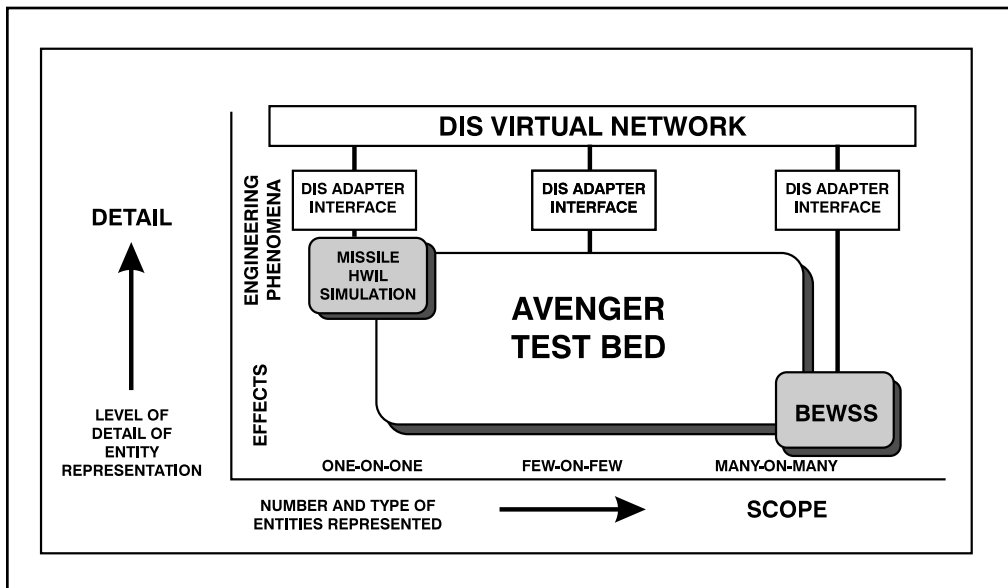 DIS VIRTUAL NETWORK
DIS ADAPTER
INTERFACE
DIS ADAPTER
INTERFACE
DIS ADAPTER
INTERFACE
DETAIL
LEVEL OF
DETAIL OF
ENTITY
REPRESENTATION
ENGINEERING
PHENOMENA
EFFECTS
MISSILE
HWIL
SIMULATION
AVENGER
TEST BED
BEWSS
ONE-ON-ONE
FEW-ON-FEW
MANY-ON-MANY
NUMBER AND TYPE OF
ENTITIES REPRESENTED
SCOPE